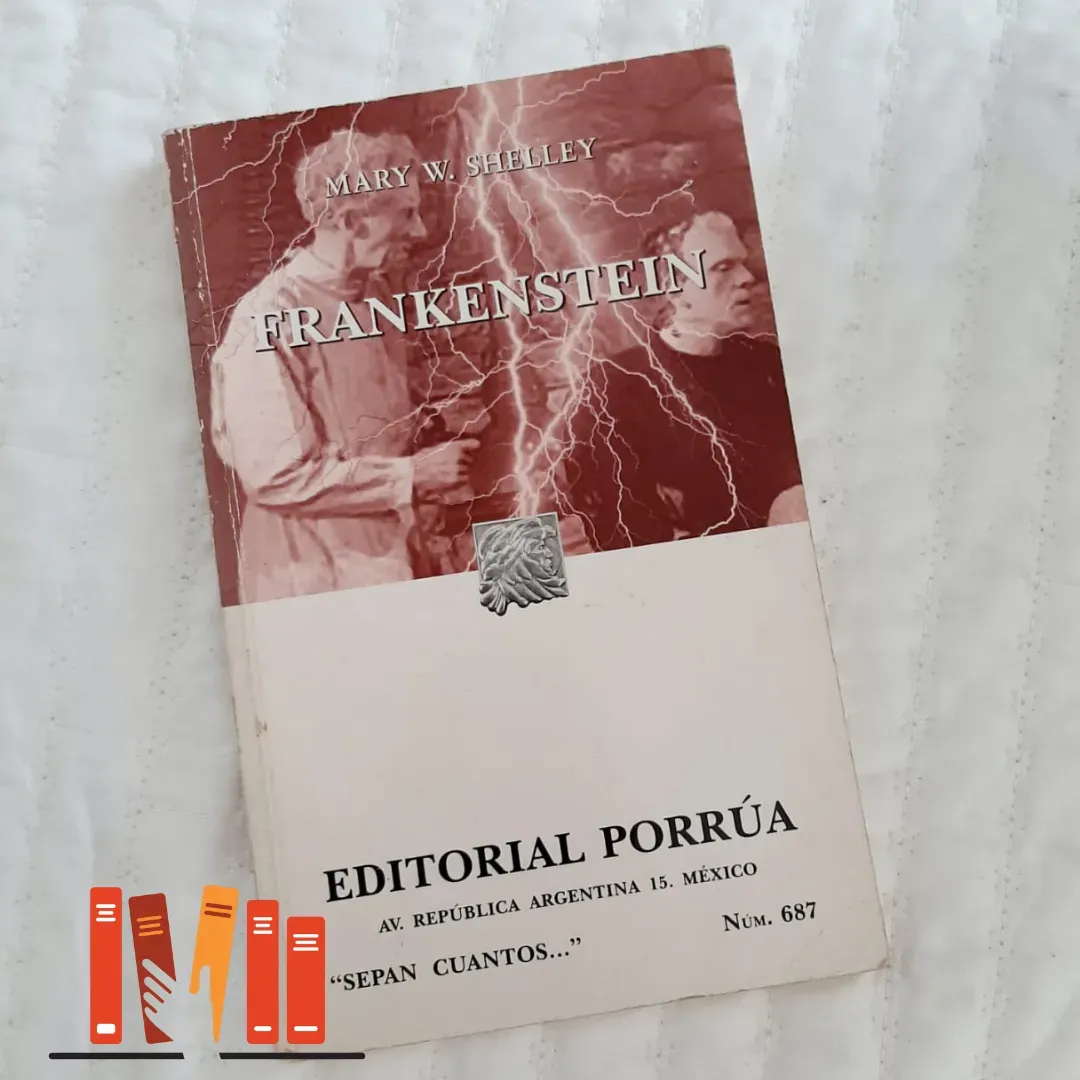 MARY W. SHELLEY
FRANKENSTEIN
EDITORIAL PORRÚA
AV. REPÚBLICA ARGENTINA 15. MÉXICO
"SEPAN CUANTOS..."
NÚM. 687